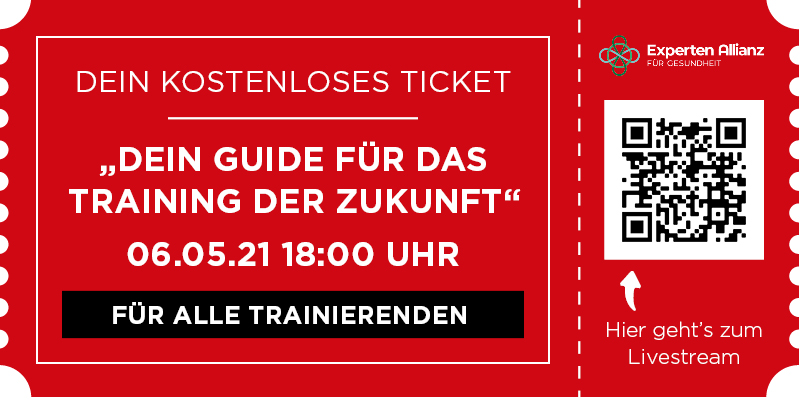 DEIN KOSTENLOSES TICKET
„DEIN GUIDE FÜR DAS
TRAINING DER ZUKUNFT“
06.05.21 18:00 UHR
FÜR ALLE TRAINIERENDEN
Experten Allianz
FÜR GESUNDHEIT
Hier geht's zum
Livestream